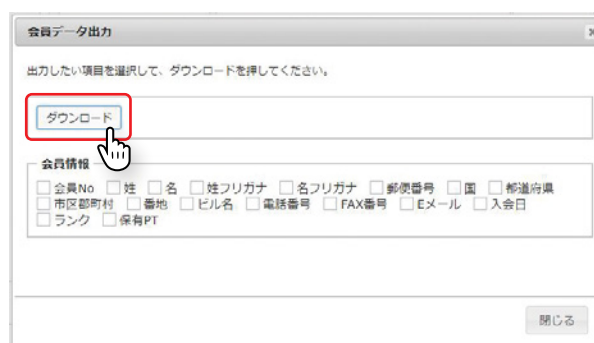 会員データ出力
出力したい項目を選択して、ダウンロードを押してください。
ダウンロード
会員情報
会員No 姓 名 姓フリガナ 名フリガナ 郵便番号 国 都道府県
市区郡町村 番地 ビル名 電話番号 FAX番号 Eメール 入会日
ランク 保有PT
閉じる